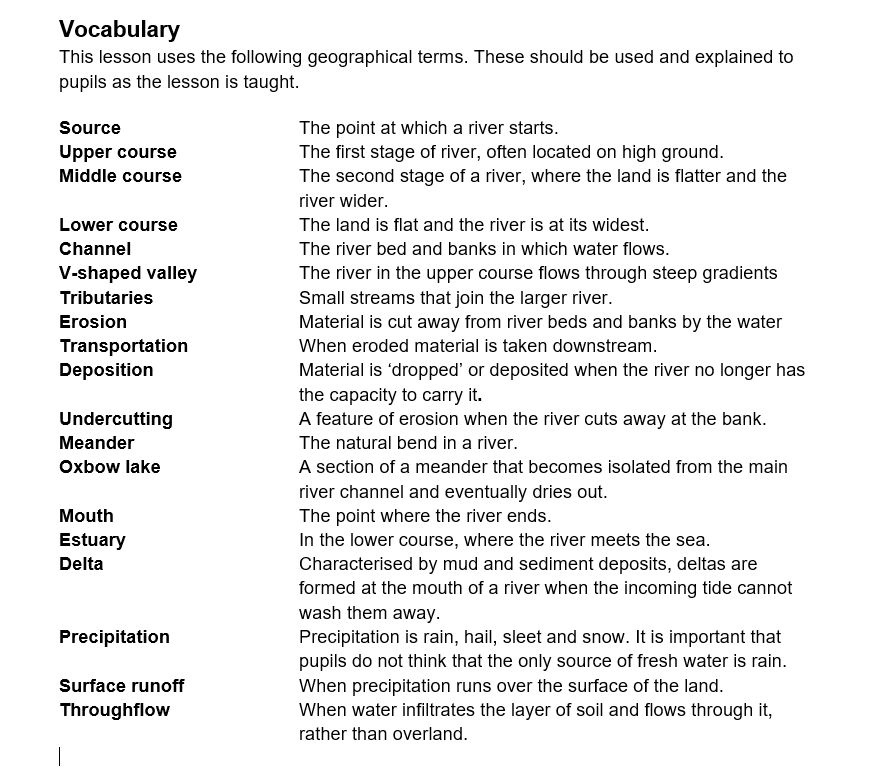 Vocabulary
This lesson uses the following geographical terms. These should be used and explained to
pupils as the lesson is taught.
Source The point at which a river starts.
Upper course The first stage of river, often located on high ground.
Middle course The second stage of a river, where the land is flatter and the
river wider.
Lower course The land is flat and the river is at its widest.
Channel The river bed and banks in which water flows.
V-shaped valley The river in the upper course flows through steep gradients
Tributaries Small streams that join the larger river.
Erosion Material is cut away from river beds and banks by the water
Transportation When eroded material is taken downstream.
Deposition Material is ‘dropped’ or deposited when the river no longer has
the capacity to carry it.
Undercutting A feature of erosion when the river cuts away at the bank.
Meander The natural bend in a river.
Oxbow lake A section of a meander that becomes isolated from the main
river channel and eventually dries out.
Mouth The point where the river ends.
Estuary In the lower course, where the river meets the sea.
Delta Characterised by mud and sediment deposits, deltas are
formed at the mouth of a river when the incoming tide cannot
wash them away.
Precipitation Precipitation is rain, hail, sleet and snow. It is important that
pupils do not think that the only source of fresh water is rain.
Surface runoff When precipitation runs over the surface of the land.
Throughflow When water infiltrates the layer of soil and flows through it,
rather than overland.